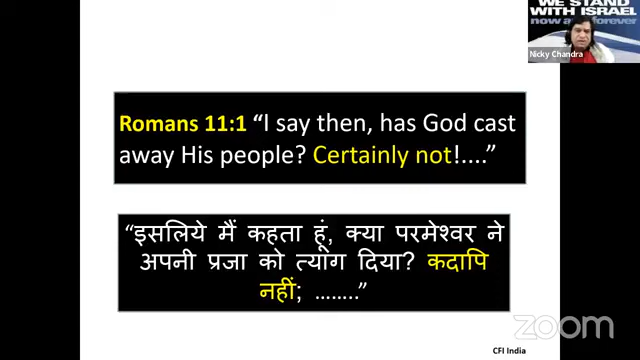 WE STAND
WITH ISRAEL
now and forever
Nicky Chandra
Romans 11:1 “I say then, has God cast
away His people? Certainly not!....”
“इसलिये मैं कहता हूं, क्या परमेश्वर ने
अपनी प्रजा को त्याग दिया? कदापि
नहीं; ........”
zoom
CFI India